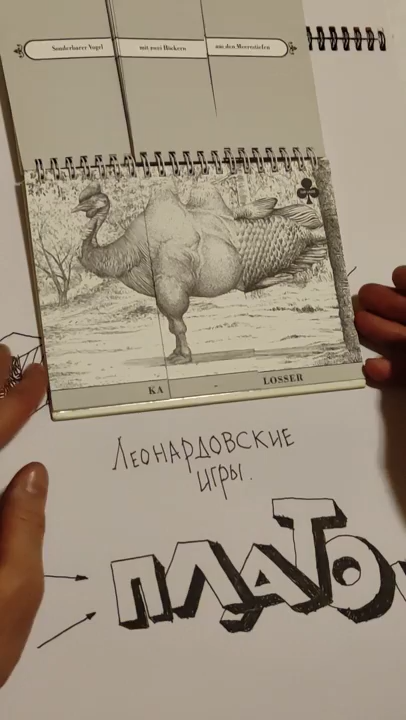 Sonderbarer Vogel mit zwei Höckern aus den Meerestiefen
KA - LOSSER
ЛЕОНАРДОВСКИЕ
ИГРЫ.
ПЛАТО